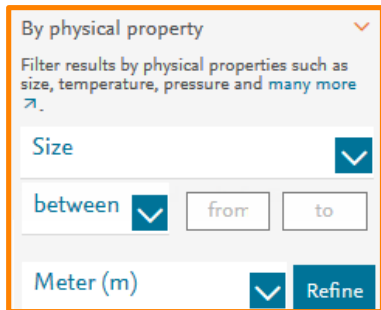 By physical property
Filter results by physical properties such as
size, temperature, pressure and many more
↗.
Size
between from to
Meter (m) Refine